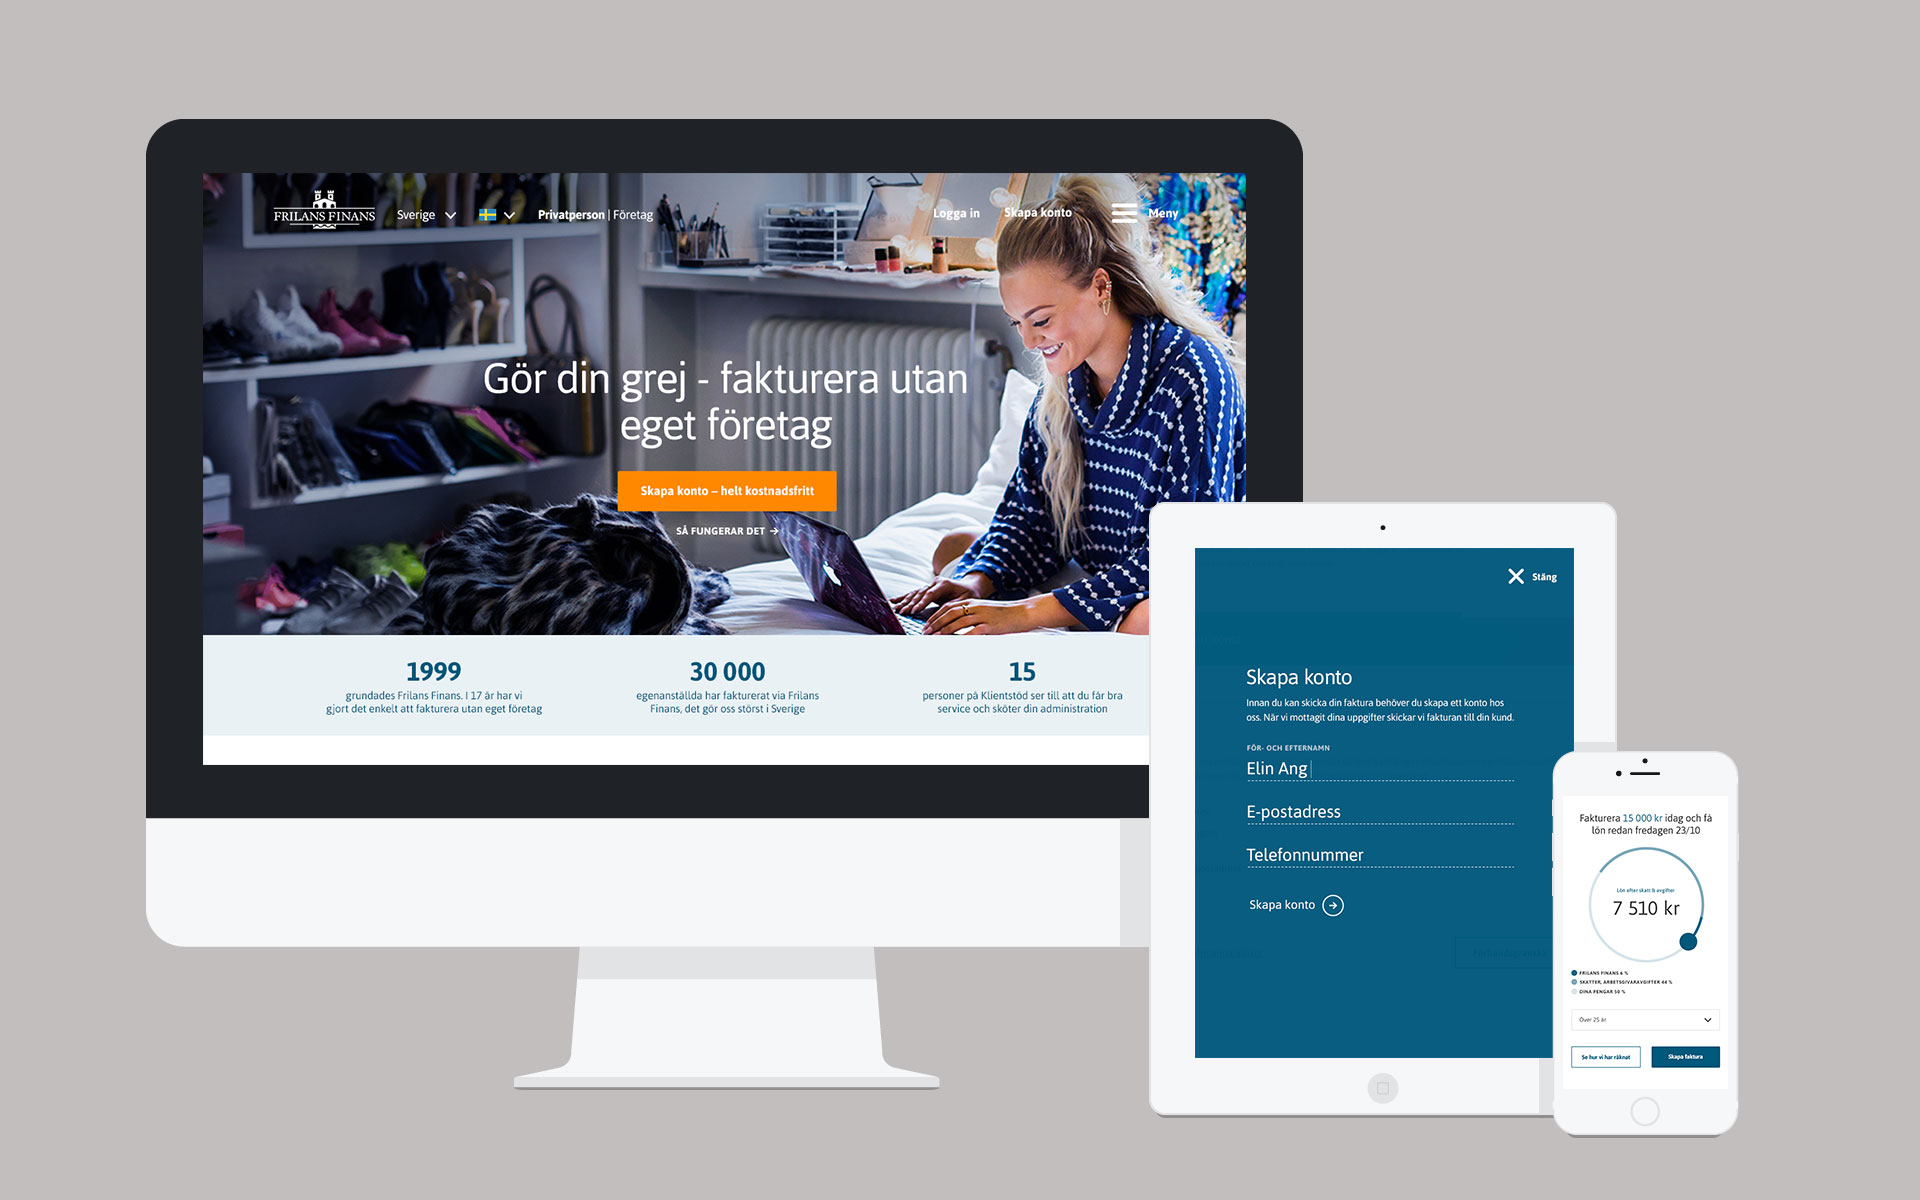 FRILANS FINANS
Sverige
Privatperson | Företag
Logga in
Skapa konto
Meny
Gör din grej - fakturera utan
eget företag
Skapa konto – helt kostnadsfritt
SÅ FUNGERAR DET →
1999
grundades Frilans Finans. I 17 år har vi
gjort det enkelt att fakturera utan eget företag
30 000
egenanställda har fakturerat via Frilans
Finans, det gör oss störst i Sverige
15
personer på Klientstöd ser till att du får bra
service och sköter din administration
Stäng
Skapa konto
Innan du kan skicka din faktura behöver du skapa ett konto hos
oss. När vi mottagit dina uppgifter skickar vi fakturan till din kund.
FÖR- OCH EFTERNAMN
Elin Ang
E-postadress
Telefonnummer
Skapa konto
Fakturera 15 000 kr idag och få
lön redan fredagen 23/10
Lön efter skatt & avgifter
7 510 kr
FRILANS FINANS 6 %
SKATTER, ARBETSGIVARAVGIFTER 44 %
DINA PENGAR 50 %
Över 25 år
Se hur vi har räknat
Skapa faktura